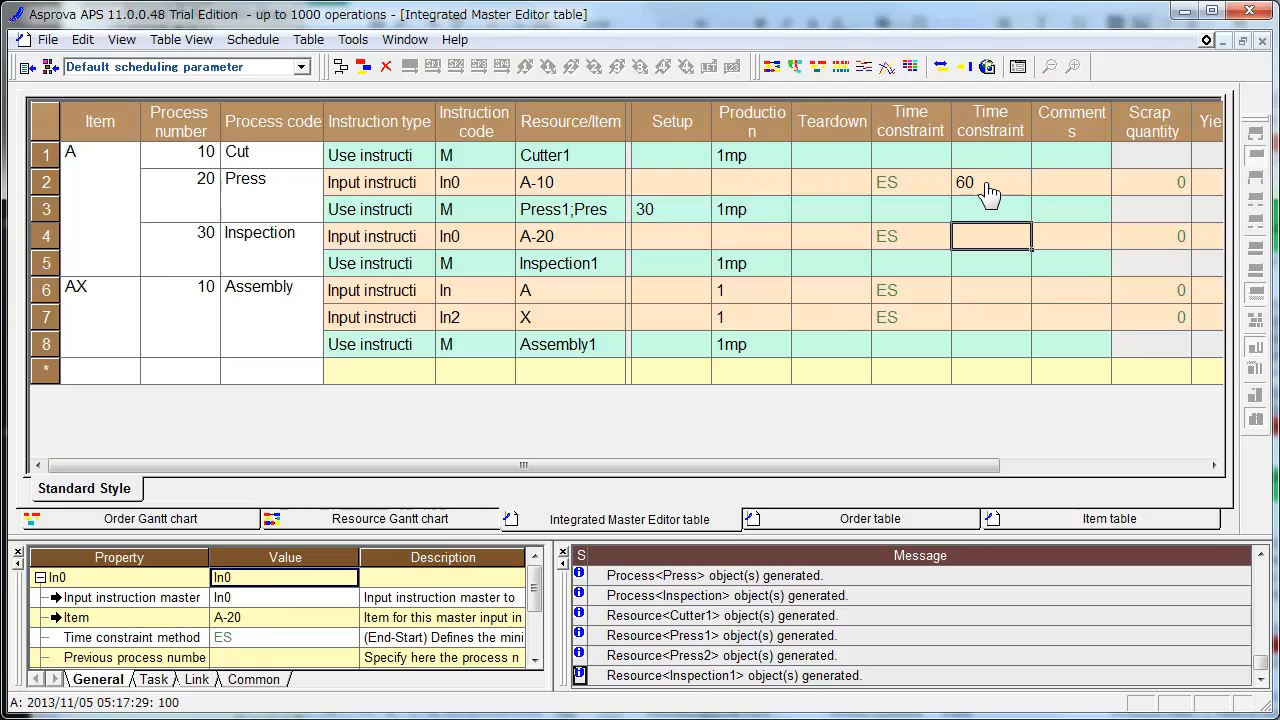 Asprova APS 11.0.0.48 Trial Edition - up to 1000 operations - [Integrated Master Editor table]
File Edit View Table View Schedule Table Tools Window Help
Default scheduling parameter
Item Process number Process code Instruction type Instruction code Resource/Item Setup Productio n Teardown Time constraint Time constraint Comment s Scrap quantity Yie
1 A 10 Cut Use instructi M Cutter1 1mp
2 20 Press Input instructi In0 A-10 ES 60 0
3 Use instructi M Press1;Pres 30 1mp
4 30 Inspection Input instructi In0 A-20 ES 0
5 Use instructi M Inspection1 1mp
6 AX 10 Assembly Input instructi In A 1 ES 0
7 Input instructi In2 X 1 ES 0
8 Use instructi M Assembly1 1mp
*
Standard Style
Order Gantt chart Resource Gantt chart Integrated Master Editor table Order table Item table
Property Value Description
In0 In0
Input instruction master In0 Input instruction master to
Item A-20 Item for this master input in
Time constraint method ES (End-Start) Defines the mini
Previous process numbe Specify here the process n
General Task Link Common
S Message
Process<Press> object(s) generated.
Process<Inspection> object(s) generated.
Resource<Cutter1> object(s) generated.
Resource<Press1> object(s) generated.
Resource<Press2> object(s) generated.
Resource<Inspection1> object(s) generated.
A: 2013/11/05 05:17:29: 100